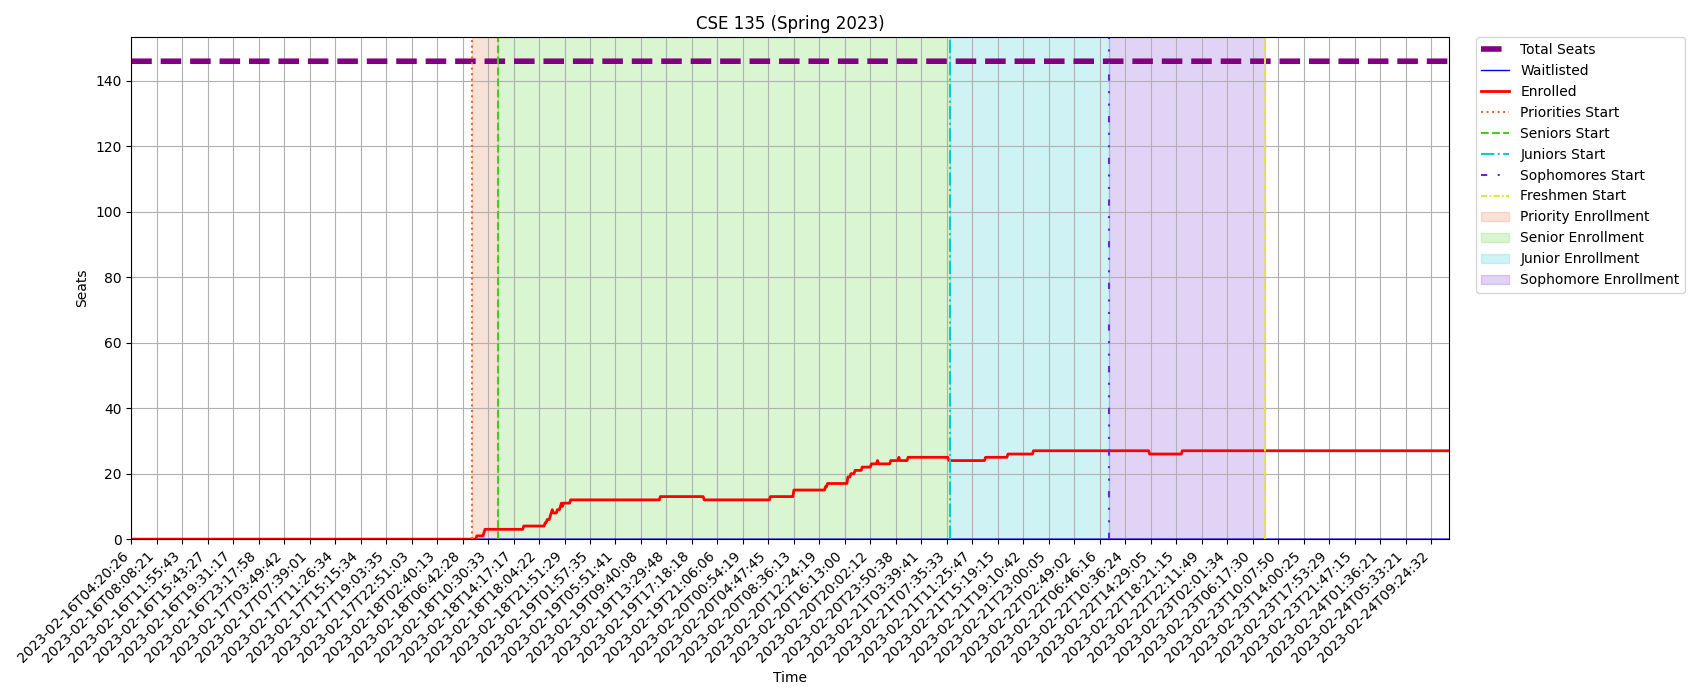 CSE 135 (Spring 2023)
Seats
140
120
100
80
60
40
20
0
2023-02-16T04:20:26
2023-02-16T08:08:21
2023-02-16T11:55:43
2023-02-16T15:43:27
2023-02-16T19:31:17
2023-02-16T23:17:58
2023-02-17T03:49:42
2023-02-17T07:39:01
2023-02-17T11:26:34
2023-02-17T15:15:34
2023-02-17T19:03:35
2023-02-17T22:51:03
2023-02-18T02:40:13
2023-02-18T06:42:28
2023-02-18T10:30:33
2023-02-18T14:17:17
2023-02-18T18:04:22
2023-02-18T21:51:29
2023-02-19T01:57:35
2023-02-19T05:51:41
2023-02-19T09:40:08
2023-02-19T13:29:48
2023-02-19T17:18:18
2023-02-19T21:06:06
2023-02-20T00:54:19
2023-02-20T04:47:45
2023-02-20T08:36:13
2023-02-20T12:24:19
2023-02-20T16:13:00
2023-02-20T20:02:12
2023-02-20T23:50:38
2023-02-21T03:39:41
2023-02-21T07:35:33
2023-02-21T11:25:47
2023-02-21T15:19:15
2023-02-21T19:10:42
2023-02-21T23:00:05
2023-02-22T02:49:02
2023-02-22T06:46:16
2023-02-22T10:36:24
2023-02-22T14:29:05
2023-02-22T18:21:15
2023-02-22T22:11:49
2023-02-23T02:01:34
2023-02-23T06:17:30
2023-02-23T10:07:50
2023-02-23T14:00:25
2023-02-23T17:53:29
2023-02-23T21:47:15
2023-02-24T01:36:21
2023-02-24T05:33:21
2023-02-24T09:24:32
Time
Total Seats
Waitlisted
Enrolled
Priorities Start
Seniors Start
Juniors Start
Sophomores Start
Freshmen Start
Priority Enrollment
Senior Enrollment
Junior Enrollment
Sophomore Enrollment